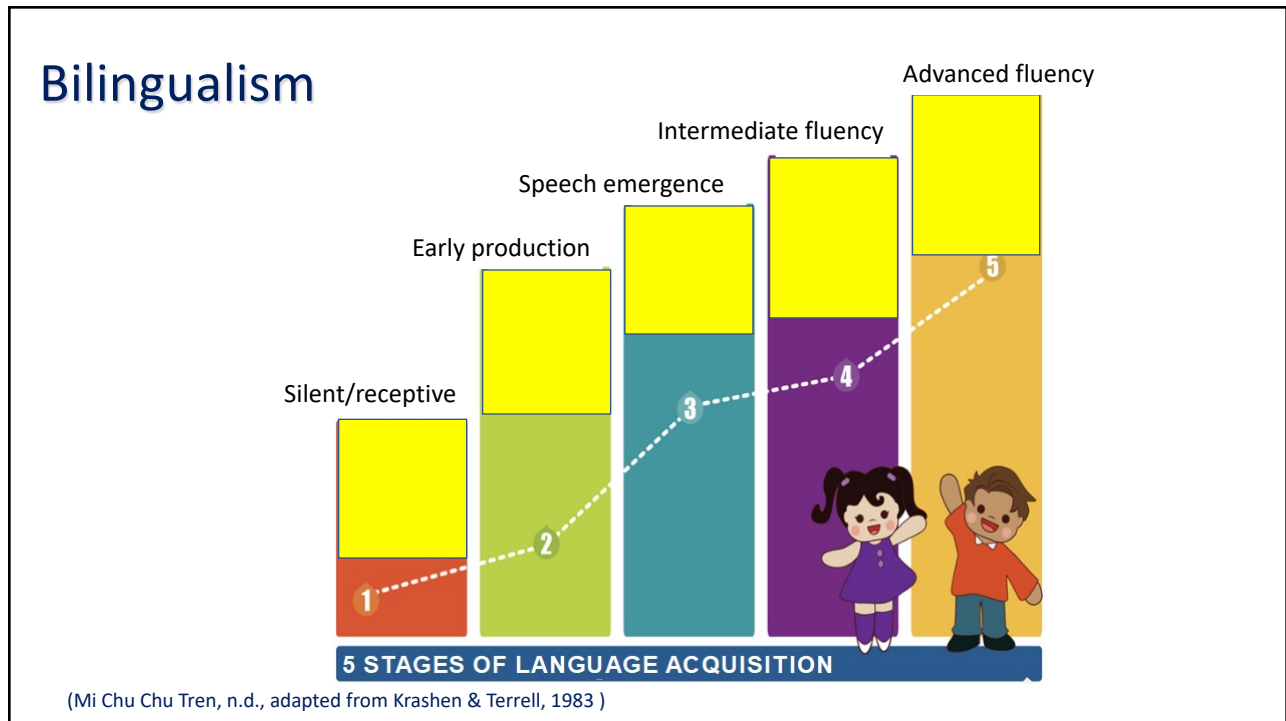 Bilingualism
Advanced fluency
Intermediate fluency
Speech emergence
Early production
Silent/receptive
5
4
3
2
1
5 STAGES OF LANGUAGE ACQUISITION
(Mi Chu Chu Tren, n.d., adapted from Krashen & Terrell, 1983 )